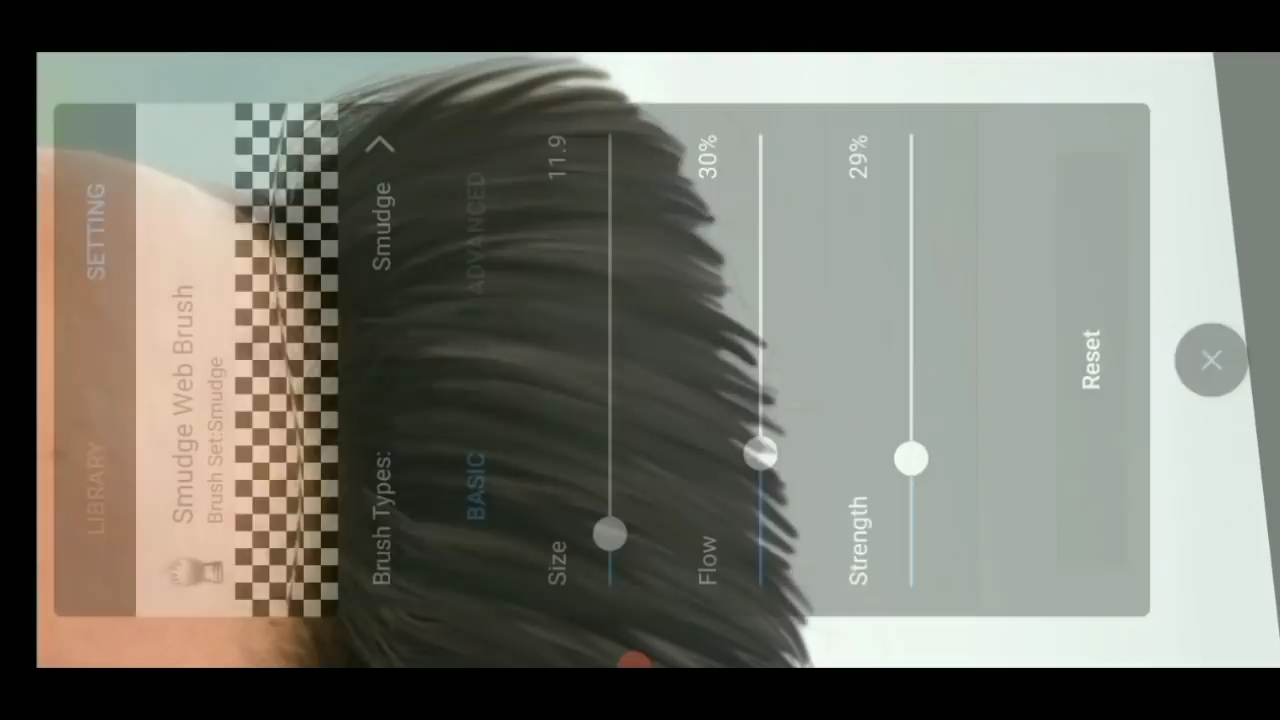 LIBRARY SETTING
Smudge Web Brush
Brush Set:Smudge
Brush Types: Smudge
BASIC ADVANCED
Size 11.9
Flow 30%
Strength 29%
Reset